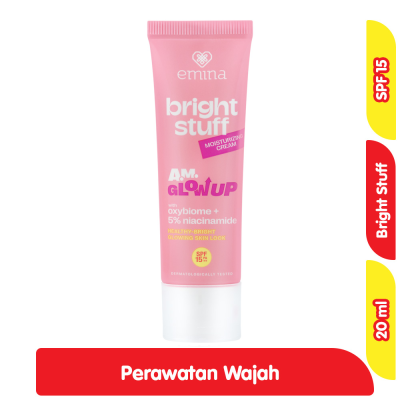 emina
bright
stuff
MOISTURIZING
CREAM
A.M.
GLOW UP
with
oxybiome +
5% niacinamide
SPF
15
SPF 15
Bright Stuff
20 ml
Perawatan Wajah